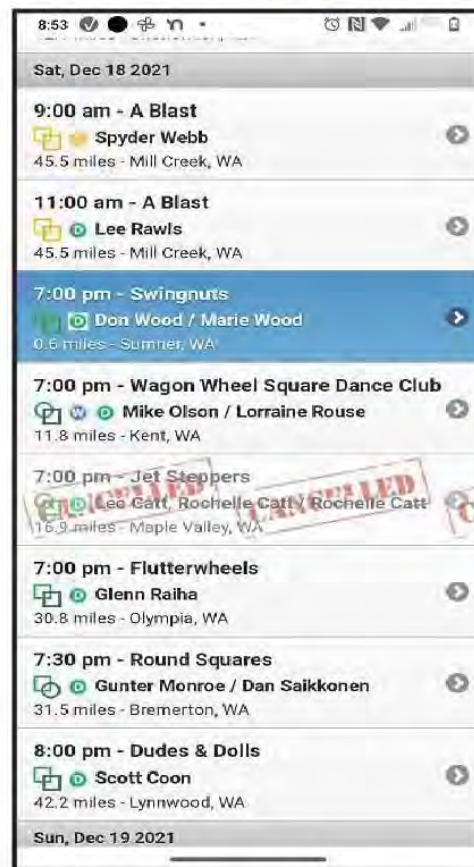 8:53
Sat, Dec 18 2021
9:00 am - A Blast
Spyder Webb
45.5 miles - Mill Creek, WA
11:00 am - A Blast
D Lee Rawls
45.5 miles - Mill Creek, WA
7:00 pm - Swingnuts
D Don Wood / Marie Wood
0.6 miles - Sumner, WA
7:00 pm - Wagon Wheel Square Dance Club
W D Mike Olson / Lorraine Rouse
11.8 miles - Kent, WA
7:00 pm - Jet Steppers
D Leo Catt, Rochelle Catt / Rochelle Catt
16.9 miles - Maple Valley, WA
CANCELLED CANCELLED C
7:00 pm - Flutterwheels
D Glenn Raiha
30.8 miles - Olympia, WA
7:30 pm - Round Squares
D Gunter Monroe / Dan Saikkonen
31.5 miles - Bremerton, WA
8:00 pm - Dudes & Dolls
D Scott Coon
42.2 miles - Lynnwood, WA
Sun, Dec 19 2021